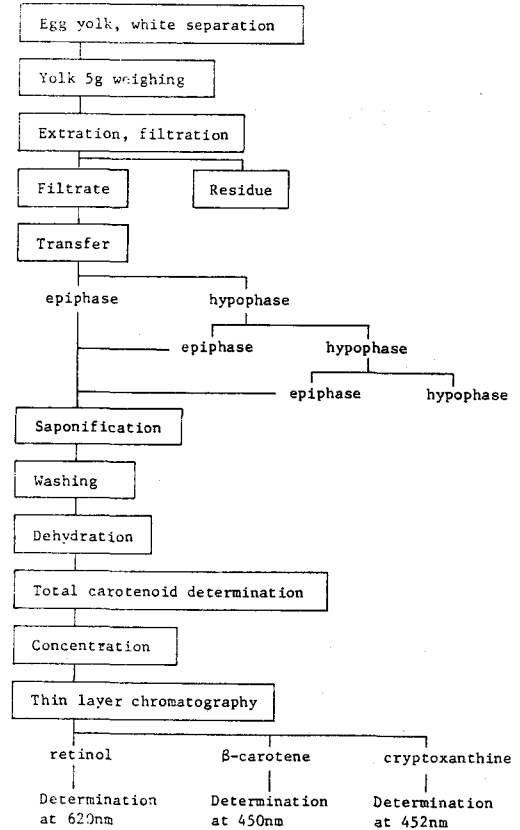 Egg yolk, white separation
Yolk 5g weighing
Extration, filtration
Filtrate
Residue
Transfer
epiphase
hypophase
epiphase
hypophase
epiphase
hypophase
Saponification
Washing
Dehydration
Total carotenoid determination
Concentration
Thin layer chromatography
retinol
β-carotene
cryptoxanthine
Determination
at 620nm
Determination
at 450nm
Determination
at 452nm